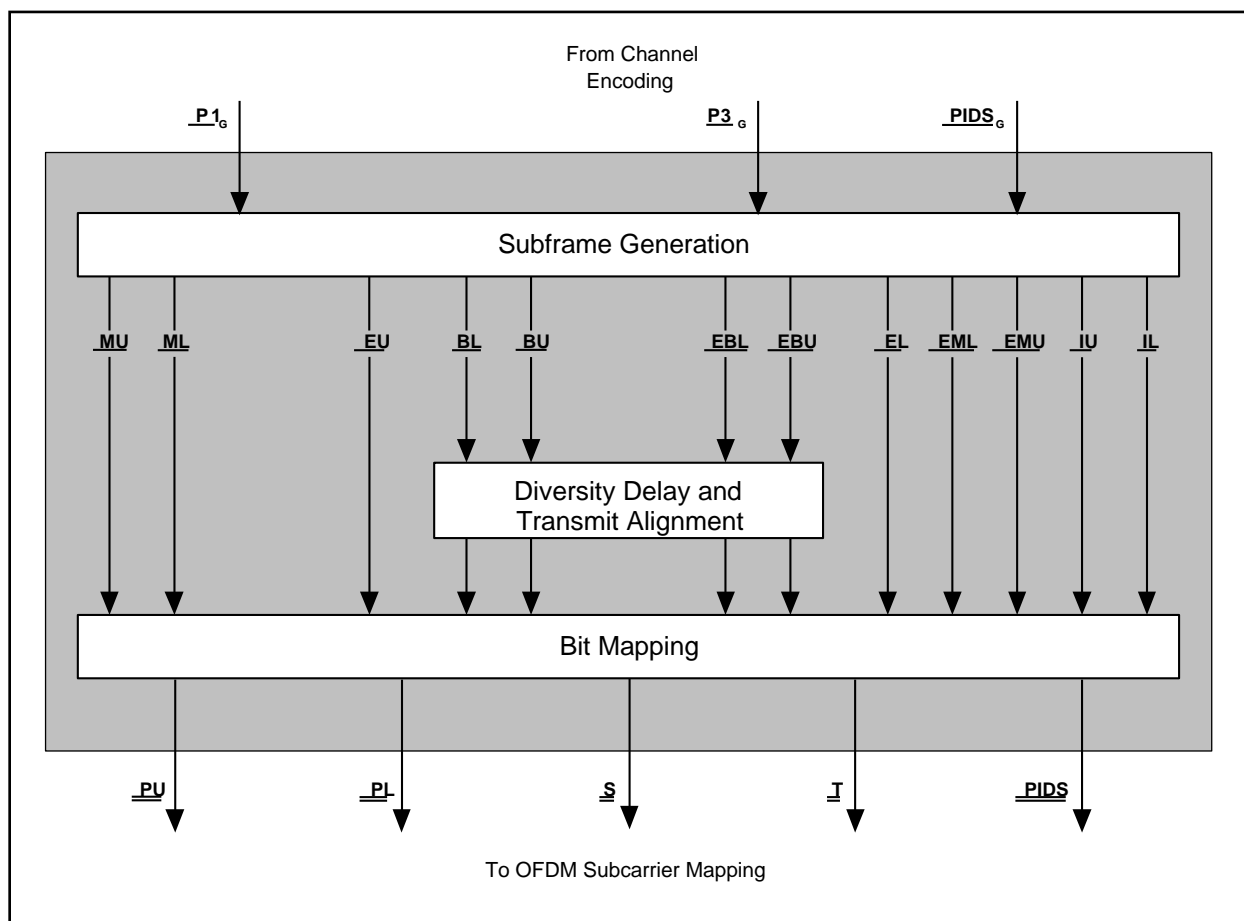 From Channel
Encoding
P1G P3 G PIDSG
Subframe Generation
MU ML EU BL BU EBL EBU EL EML EMU IU IL
Diversity Delay and
Transmit Alignment
Bit Mapping
PU PL S T PIDS
To OFDM Subcarrier Mapping